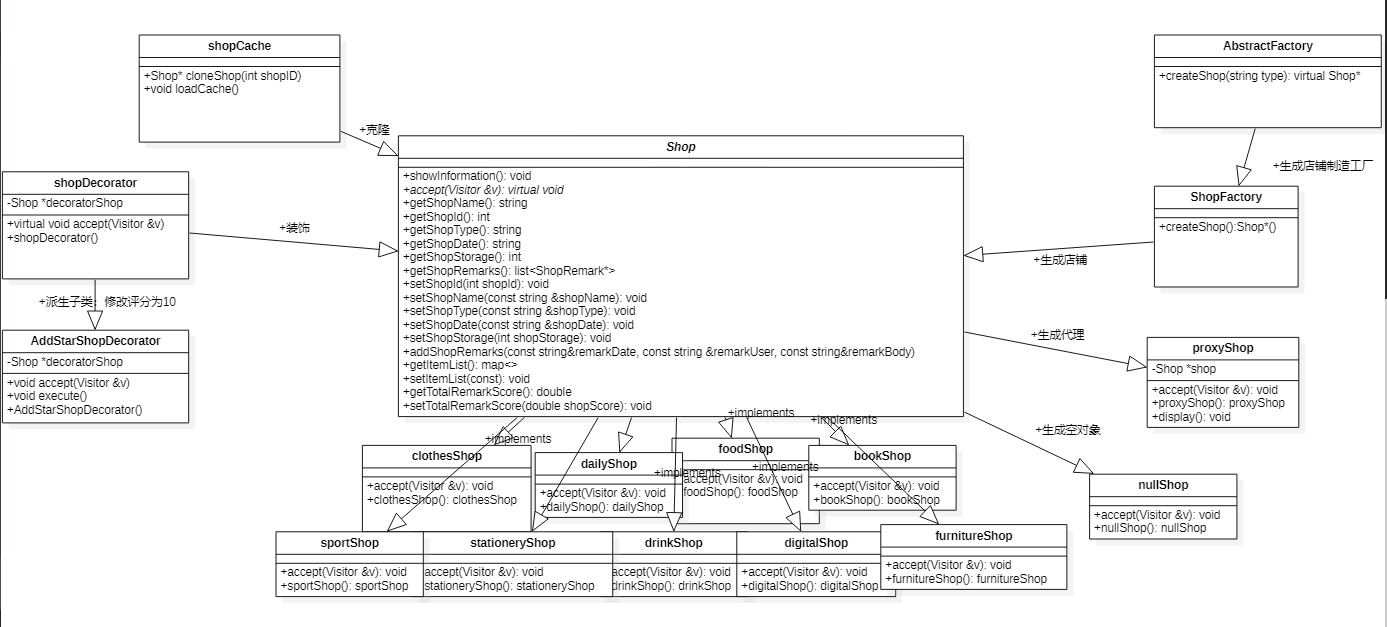 shopCache
+Shop* cloneShop(int shopID)
+void loadCache()
+克隆
AbstractFactory
+createShop(string type): virtual Shop*
+生成店铺制造工厂
ShopFactory
+createShop():Shop*()
+生成店铺
shopDecorator
-Shop *decoratorShop
+virtual void accept(Visitor &v)
+shopDecorator()
+装饰
+派生子类：修改评分为10
AddStarShopDecorator
-Shop *decoratorShop
+void accept(Visitor &v)
+void execute()
+AddStarShopDecorator()
Shop
+showInformation(): void
+accept(Visitor &v): virtual void
+getShopName(): string
+getShopId(): int
+getShopType(): string
+getShopDate(): string
+getShopStorage(): int
+getShopRemarks(): list<ShopRemark*>
+setShopId(int shopId): void
+setShopName(const string &shopName): void
+setShopType(const string &shopType): void
+setShopDate(const string &shopDate): void
+setShopStorage(int shopStorage): void
+addShopRemarks(const string&remarkDate, const string &remarkUser, const string&remarkBody)
+getItemList(): map<>
+setItemList(const): void
+getTotalRemarkScore(): double
+setTotalRemarkScore(double shopScore): void
+生成代理
proxyShop
-Shop *shop
+accept(Visitor &v): void
+proxyShop(): proxyShop
+display(): void
+生成空对象
nullShop
+accept(Visitor &v): void
+nullShop(): nullShop
+implements
+implements
+implements
+implements
+implements
clothesShop
+accept(Visitor &v): void
+clothesShop(): clothesShop
dailyShop
+accept(Visitor &v): void
+dailyShop(): dailyShop
foodShop
accept(Visitor &v): void
foodShop(): foodShop
bookShop
+accept(Visitor &v): void
+bookShop(): bookShop
sportShop
+accept(Visitor &v): void
+sportShop(): sportShop
stationeryShop
accept(Visitor &v): void
stationeryShop(): stationeryShop
drinkShop
accept(Visitor &v): void
drinkShop(): drinkShop
digitalShop
+accept(Visitor &v): void
+digitalShop(): digitalShop
furnitureShop
+accept(Visitor &v): void
+furnitureShop(): furnitureShop